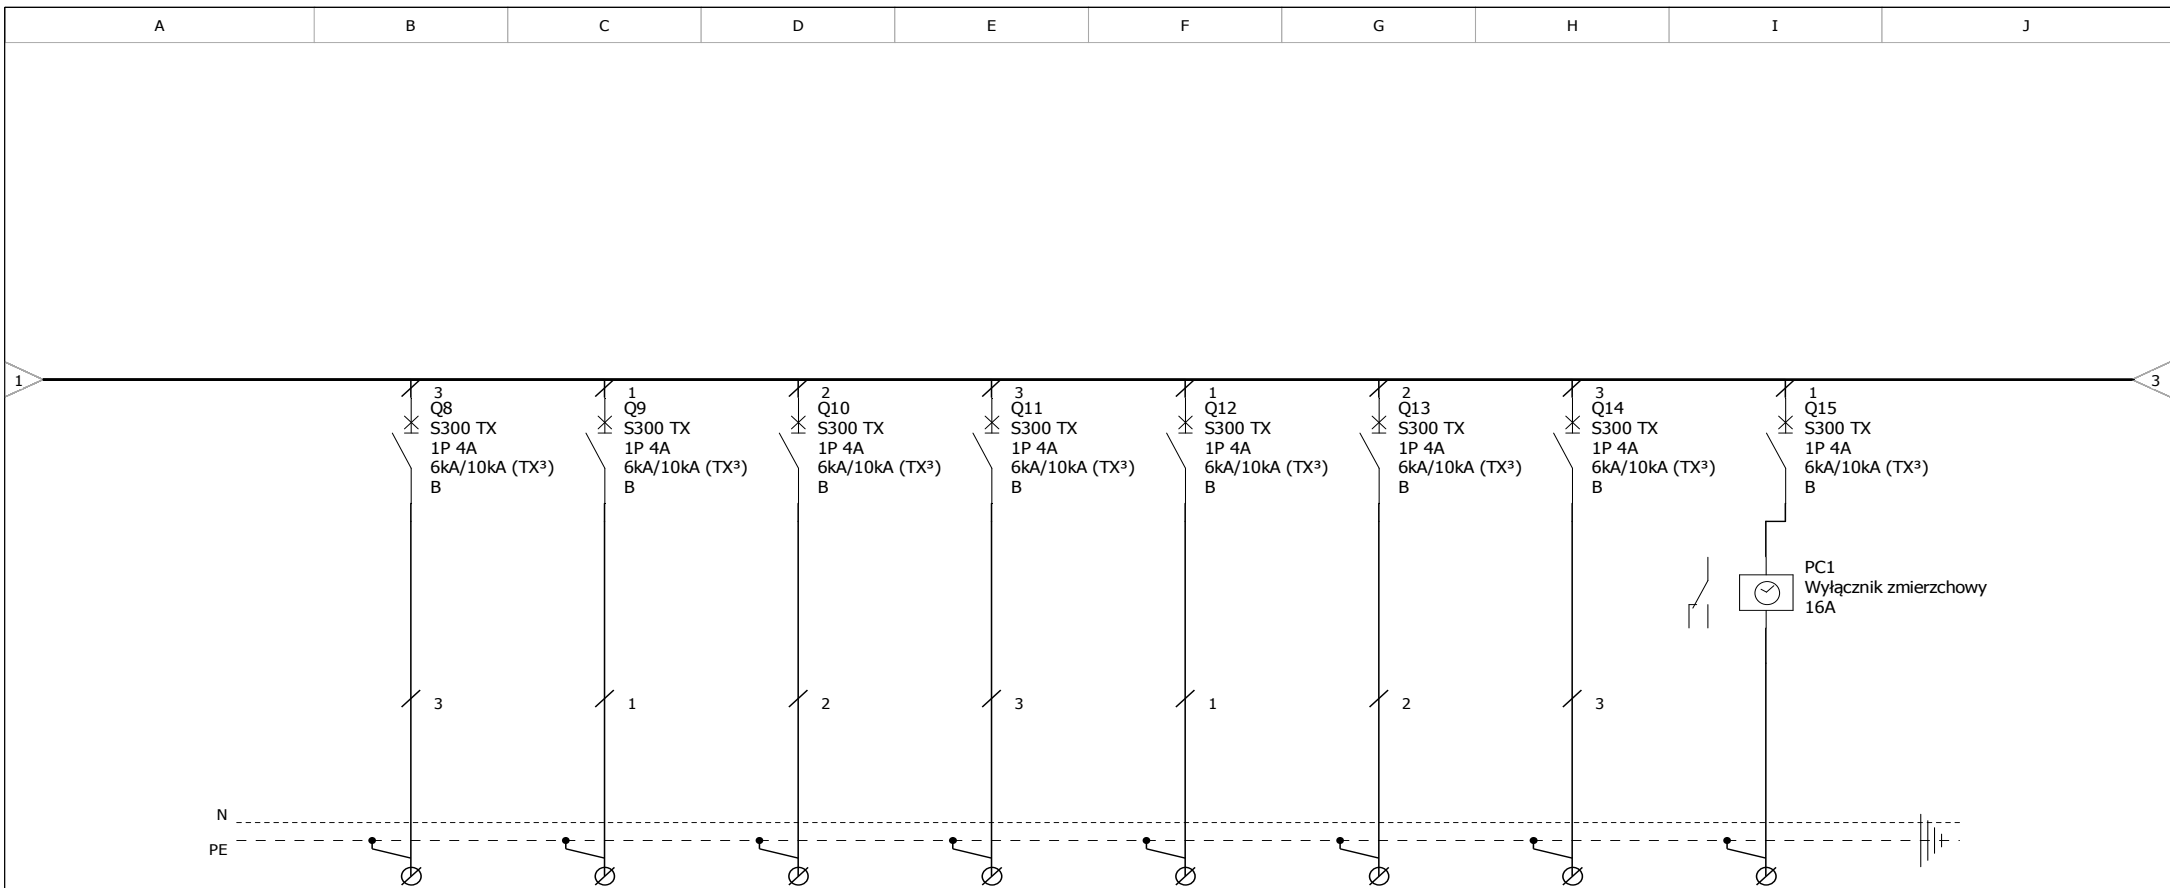 A B C D E F G H I J
1 3
3
Q8
S300 TX
1P 4A
6kA/10kA (TX³)
B
1
Q9
S300 TX
1P 4A
6kA/10kA (TX³)
B
2
Q10
S300 TX
1P 4A
6kA/10kA (TX³)
B
3
Q11
S300 TX
1P 4A
6kA/10kA (TX³)
B
1
Q12
S300 TX
1P 4A
6kA/10kA (TX³)
B
2
Q13
S300 TX
1P 4A
6kA/10kA (TX³)
B
3
Q14
S300 TX
1P 4A
6kA/10kA (TX³)
B
1
Q15
S300 TX
1P 4A
6kA/10kA (TX³)
B
PC1
Wyłącznik zmierzchowy
16A
3 1 2 3 1 2 3
N
PE